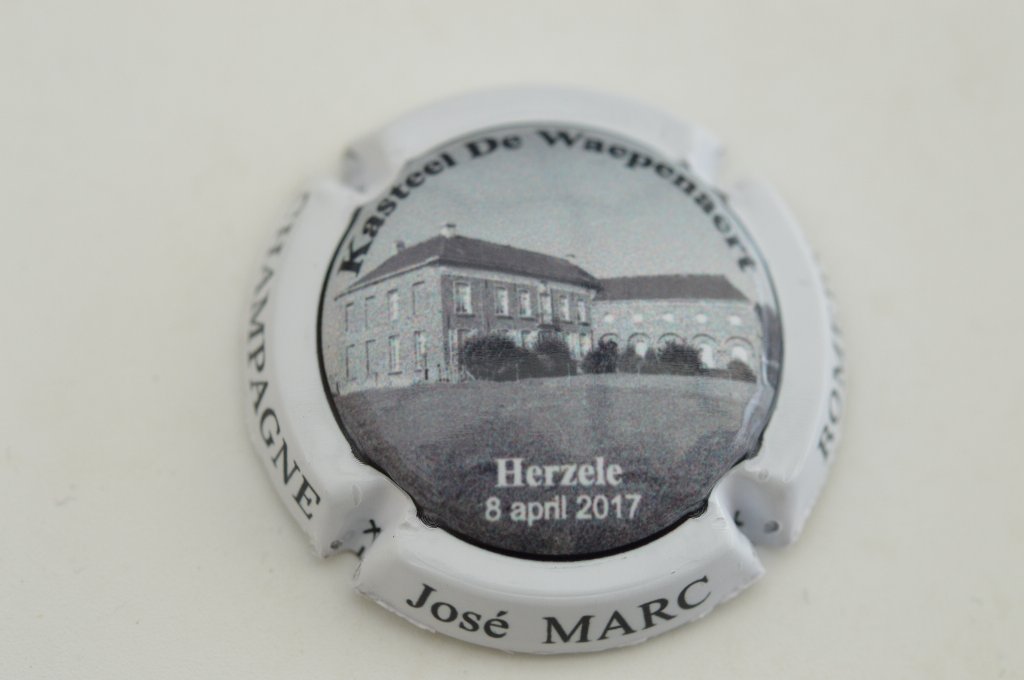 Kasteel De Waepenaert
Herzele
8 april 2017
CHAMPAGNE
José MARC